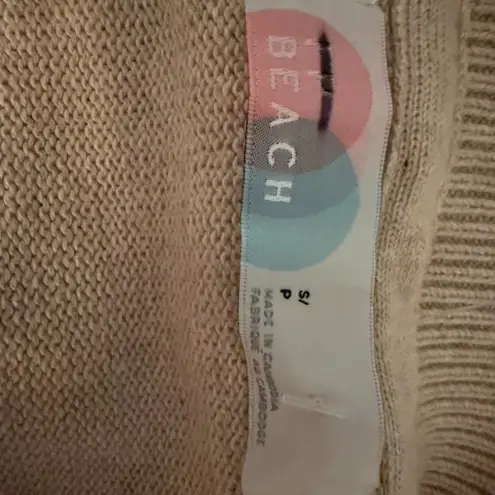 BEACH
S/
P
MADE IN CAMBODIA
FABRIQUÉ AU CAMBODGE